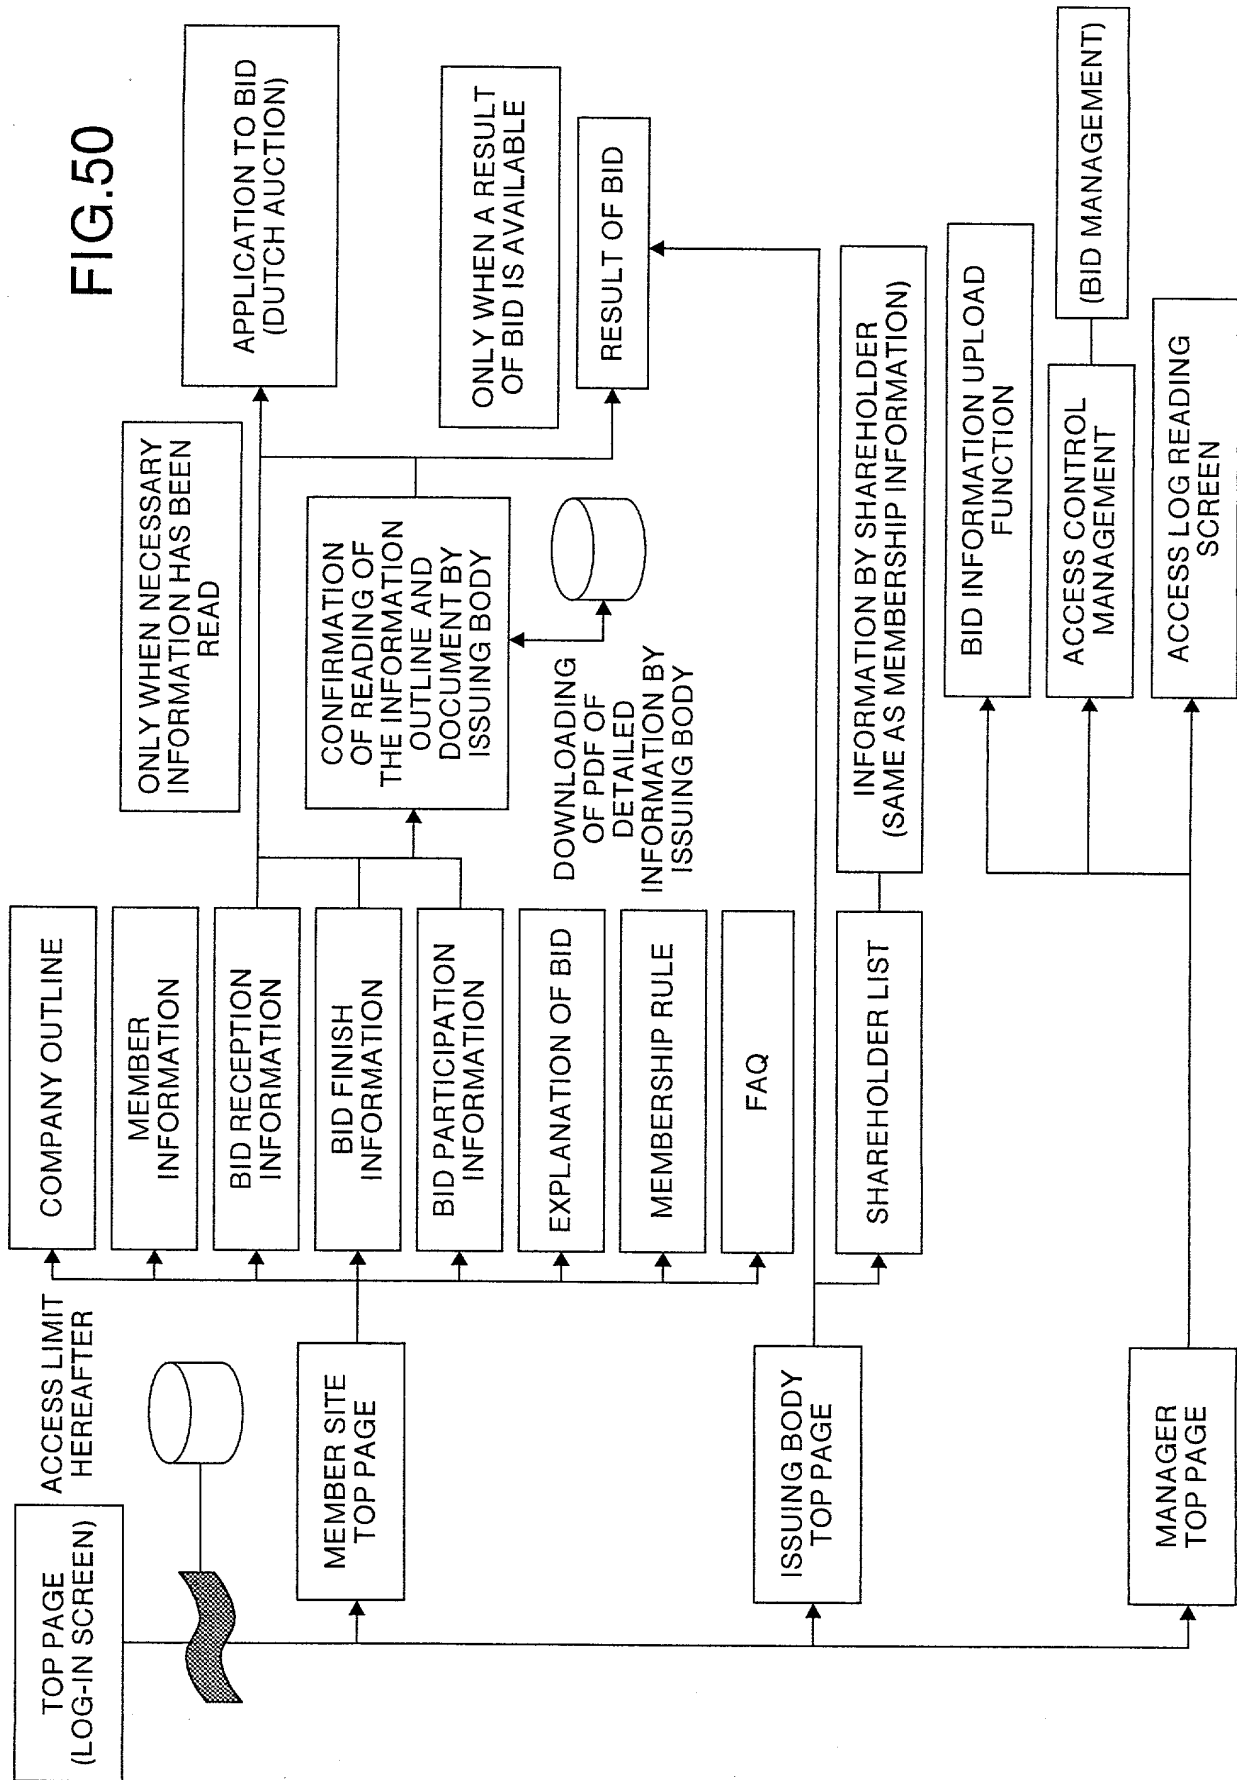 FIG.50
TOP PAGE
(LOG-IN SCREEN)
ACCESS LIMIT
HEREAFTER
MEMBER SITE
TOP PAGE
ISSUING BODY
TOP PAGE
MANAGER
TOP PAGE
COMPANY OUTLINE
MEMBER
INFORMATION
BID RECEPTION
INFORMATION
BID FINISH
INFORMATION
BID PARTICIPATION
INFORMATION
EXPLANATION OF BID
MEMBERSHIP RULE
FAQ
SHAREHOLDER LIST
ONLY WHEN NECESSARY
INFORMATION HAS BEEN
READ
CONFIRMATION
OF READING OF
THE INFORMATION
OUTLINE AND
DOCUMENT BY
ISSUING BODY
DOWNLOADING
OF PDF OF
DETAILED
INFORMATION BY
ISSUING BODY
INFORMATION BY SHAREHOLDER
(SAME AS MEMBERSHIP INFORMATION)
APPLICATION TO BID
(DUTCH AUCTION)
ONLY WHEN A RESULT
OF BID IS AVAILABLE
RESULT OF BID
BID INFORMATION UPLOAD
FUNCTION
ACCESS CONTROL
MANAGEMENT
(BID MANAGEMENT)
ACCESS LOG READING
SCREEN